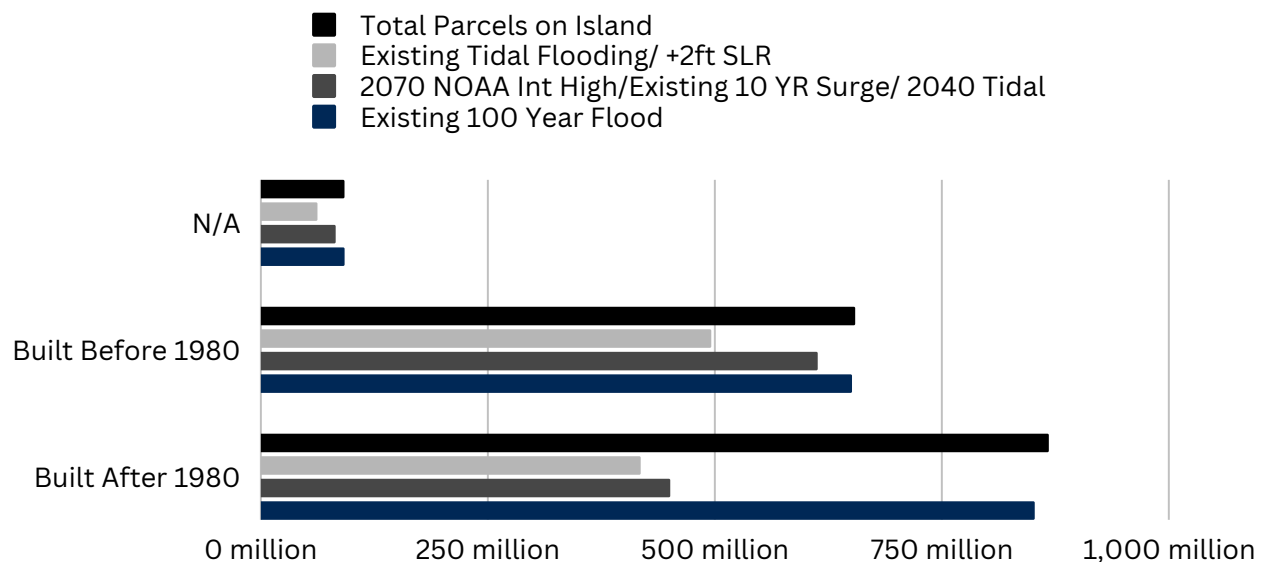 Total Parcels on Island
Existing Tidal Flooding/ +2ft SLR
2070 NOAA Int High/Existing 10 YR Surge/ 2040 Tidal
Existing 100 Year Flood
N/A
Built Before 1980
Built After 1980
0 million 250 million 500 million 750 million 1,000 million